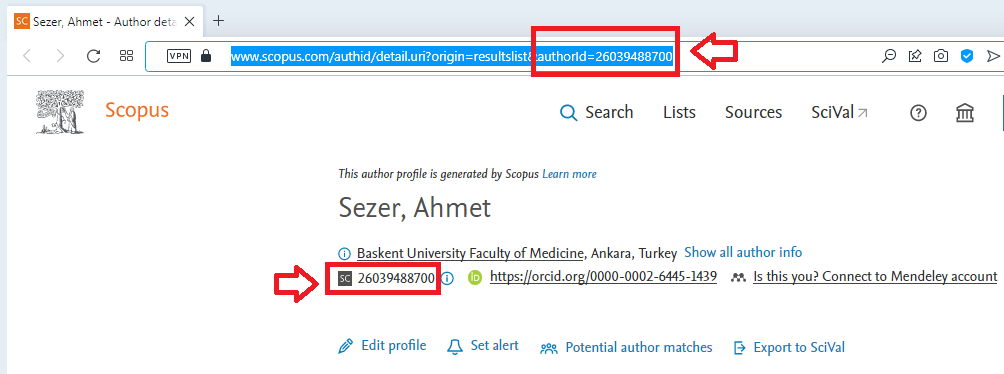 SC Sezer, Ahmet - Author deta
VPN www.scopus.com/authid/detail.uri?origin=resultslist&authorId=26039488700
Scopus
Search Lists Sources SciVal
This author profile is generated by Scopus Learn more
Sezer, Ahmet
Baskent University Faculty of Medicine, Ankara, Turkey Show all author info
SC 26039488700 iD https://orcid.org/0000-0002-6445-1439 Is this you? Connect to Mendeley account
Edit profile Set alert Potential author matches Export to SciVal